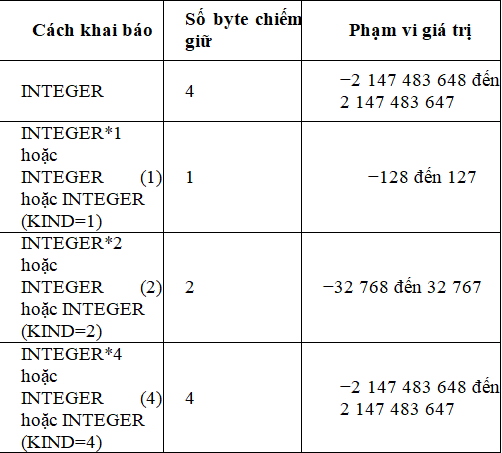 Cách khai báo
Số byte chiếm
giữ
Phạm vi giá trị
INTEGER
4
−2 147 483 648 đến
2 147 483 647
INTEGER*1
hoặc
INTEGER (1)
hoặc INTEGER
(KIND=1)
1
−128 đến 127
INTEGER*2
hoặc
INTEGER (2)
hoặc INTEGER
(KIND=2)
2
−32 768 đến 32 767
INTEGER*4
hoặc
INTEGER (4)
hoặc INTEGER
(KIND=4)
4
−2 147 483 648 đến
2 147 483 647